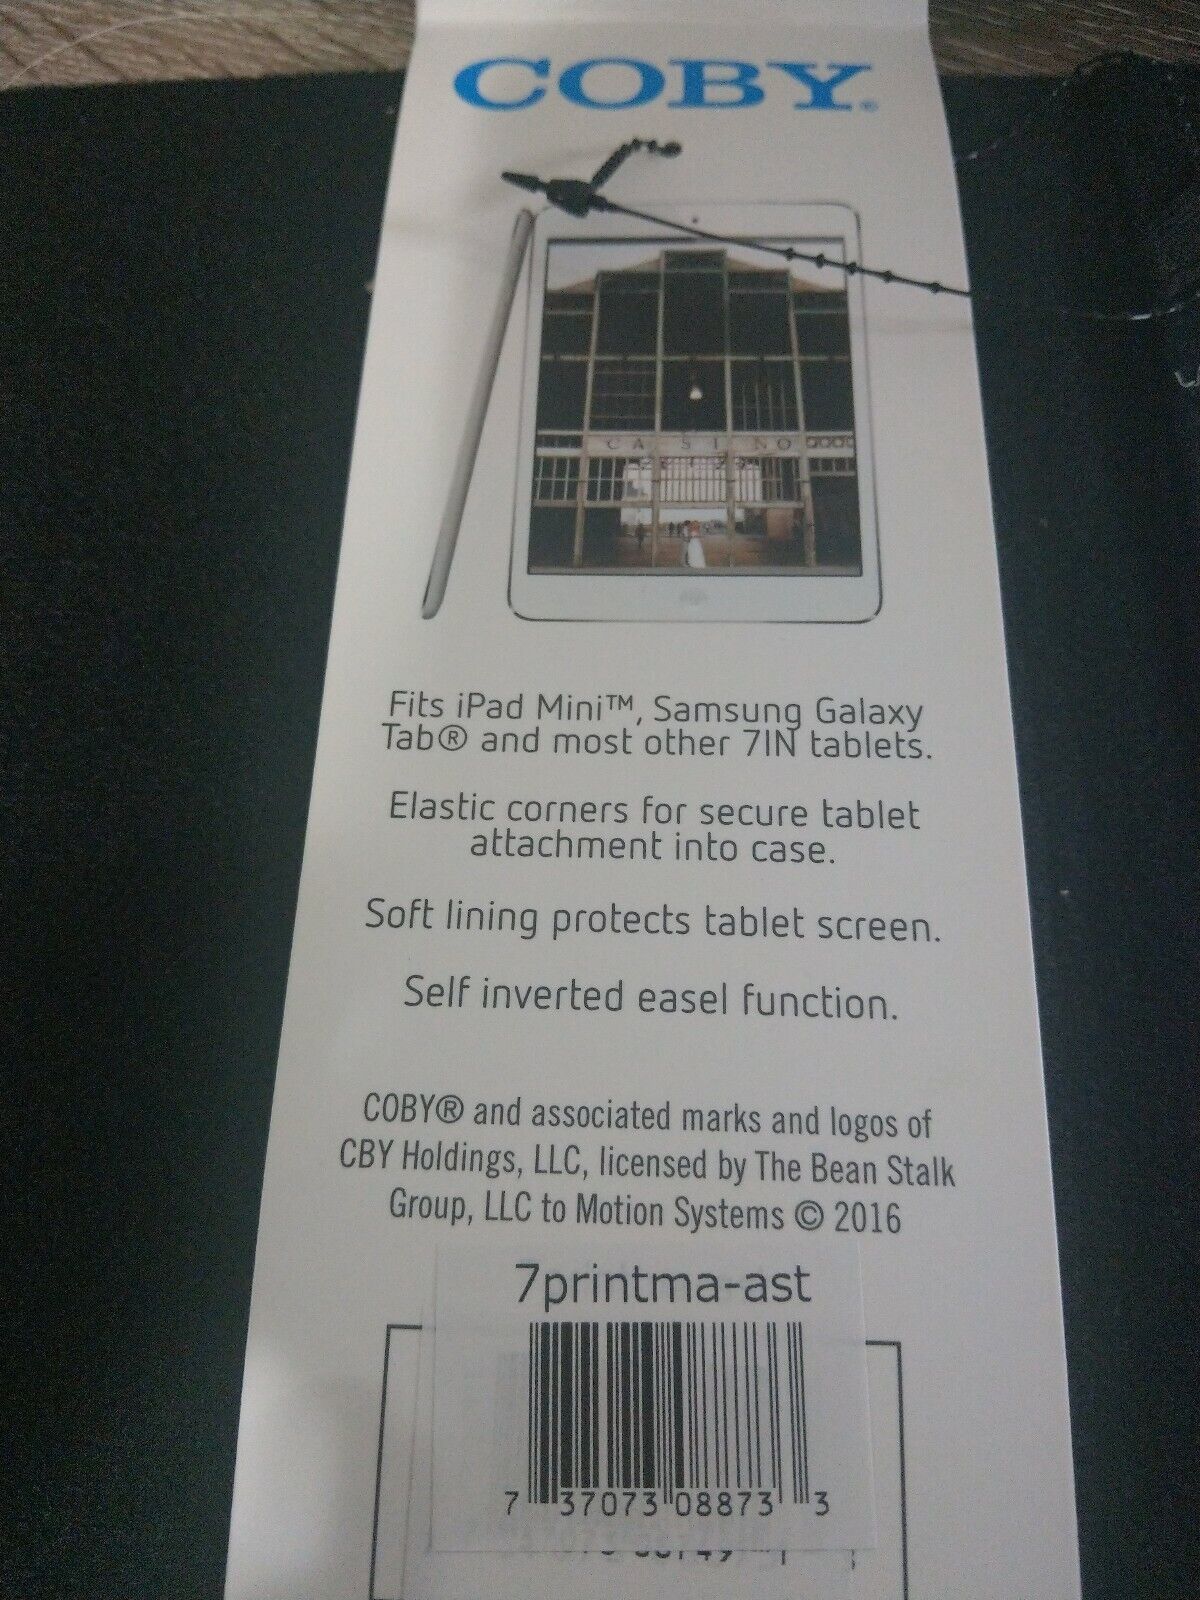 COBY®
CASINO
Fits iPad Mini™, Samsung Galaxy
Tab® and most other 7IN tablets.
Elastic corners for secure tablet
attachment into case.
Soft lining protects tablet screen.
Self inverted easel function.
COBY® and associated marks and logos of
CBY Holdings, LLC, licensed by The Bean Stalk
Group, LLC to Motion Systems © 2016
7printma-ast
7 37073 08873 3